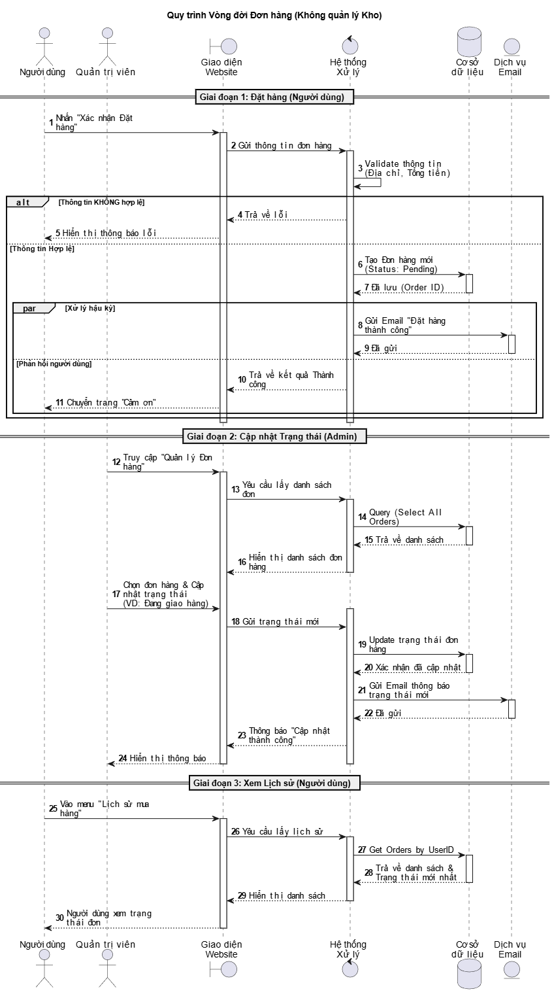 Quy trình Vòng đời Đơn hàng (Không quản lý Kho)
Người dùng
Quản trị viên
Giao diện
Website
Hệ thống
Xử lý
Cơ sở
dữ liệu
Dịch vụ
Email
Giai đoạn 1: Đặt hàng (Người dùng)
1 Nhấn "Xác nhận Đặt
hàng"
2 Gửi thông tin đơn hàng
3 Validate thông tin
(Địa chỉ, Tổng tiền)
alt [Thông tin KHÔNG hợp lệ]
4 Trả về lỗi
5 Hiển thị thông báo lỗi
[Thông tin Hợp lệ]
6 Tạo Đơn hàng mới
(Status: Pending)
7 Đã lưu (Order ID)
par [Xử lý hậu kỳ]
8 Gửi Email "Đặt hàng
thành công"
9 Đã gửi
[Phản hồi người dùng]
10 Trả về kết quả Thành
công
11 Chuyển trang "Cảm ơn"
Giai đoạn 2: Cập nhật Trạng thái (Admin)
12 Truy cập "Quản lý Đơn
hàng"
13 Yêu cầu lấy danh sách
đơn
14 Query (Select All
Orders)
15 Trả về danh sách
16 Hiển thị danh sách đơn
hàng
17 Chọn đơn hàng & Cập
nhật trạng thái
(VD: Đang giao hàng)
18 Gửi trạng thái mới
19 Update trạng thái đơn
hàng
20 Xác nhận đã cập nhật
21 Gửi Email thông báo
trạng thái mới
22 Đã gửi
23 Thông báo "Cập nhật
thành công"
24 Hiển thị thông báo
Giai đoạn 3: Xem Lịch sử (Người dùng)
25 Vào menu "Lịch sử mua
hàng"
26 Yêu cầu lấy lịch sử
27 Get Orders by UserID
28 Trả về danh sách &
Trạng thái mới nhất
29 Hiển thị danh sách
30 Người dùng xem trạng
thái đơn
Người dùng
Quản trị viên
Giao diện
Website
Hệ thống
Xử lý
Cơ sở
dữ liệu
Dịch vụ
Email